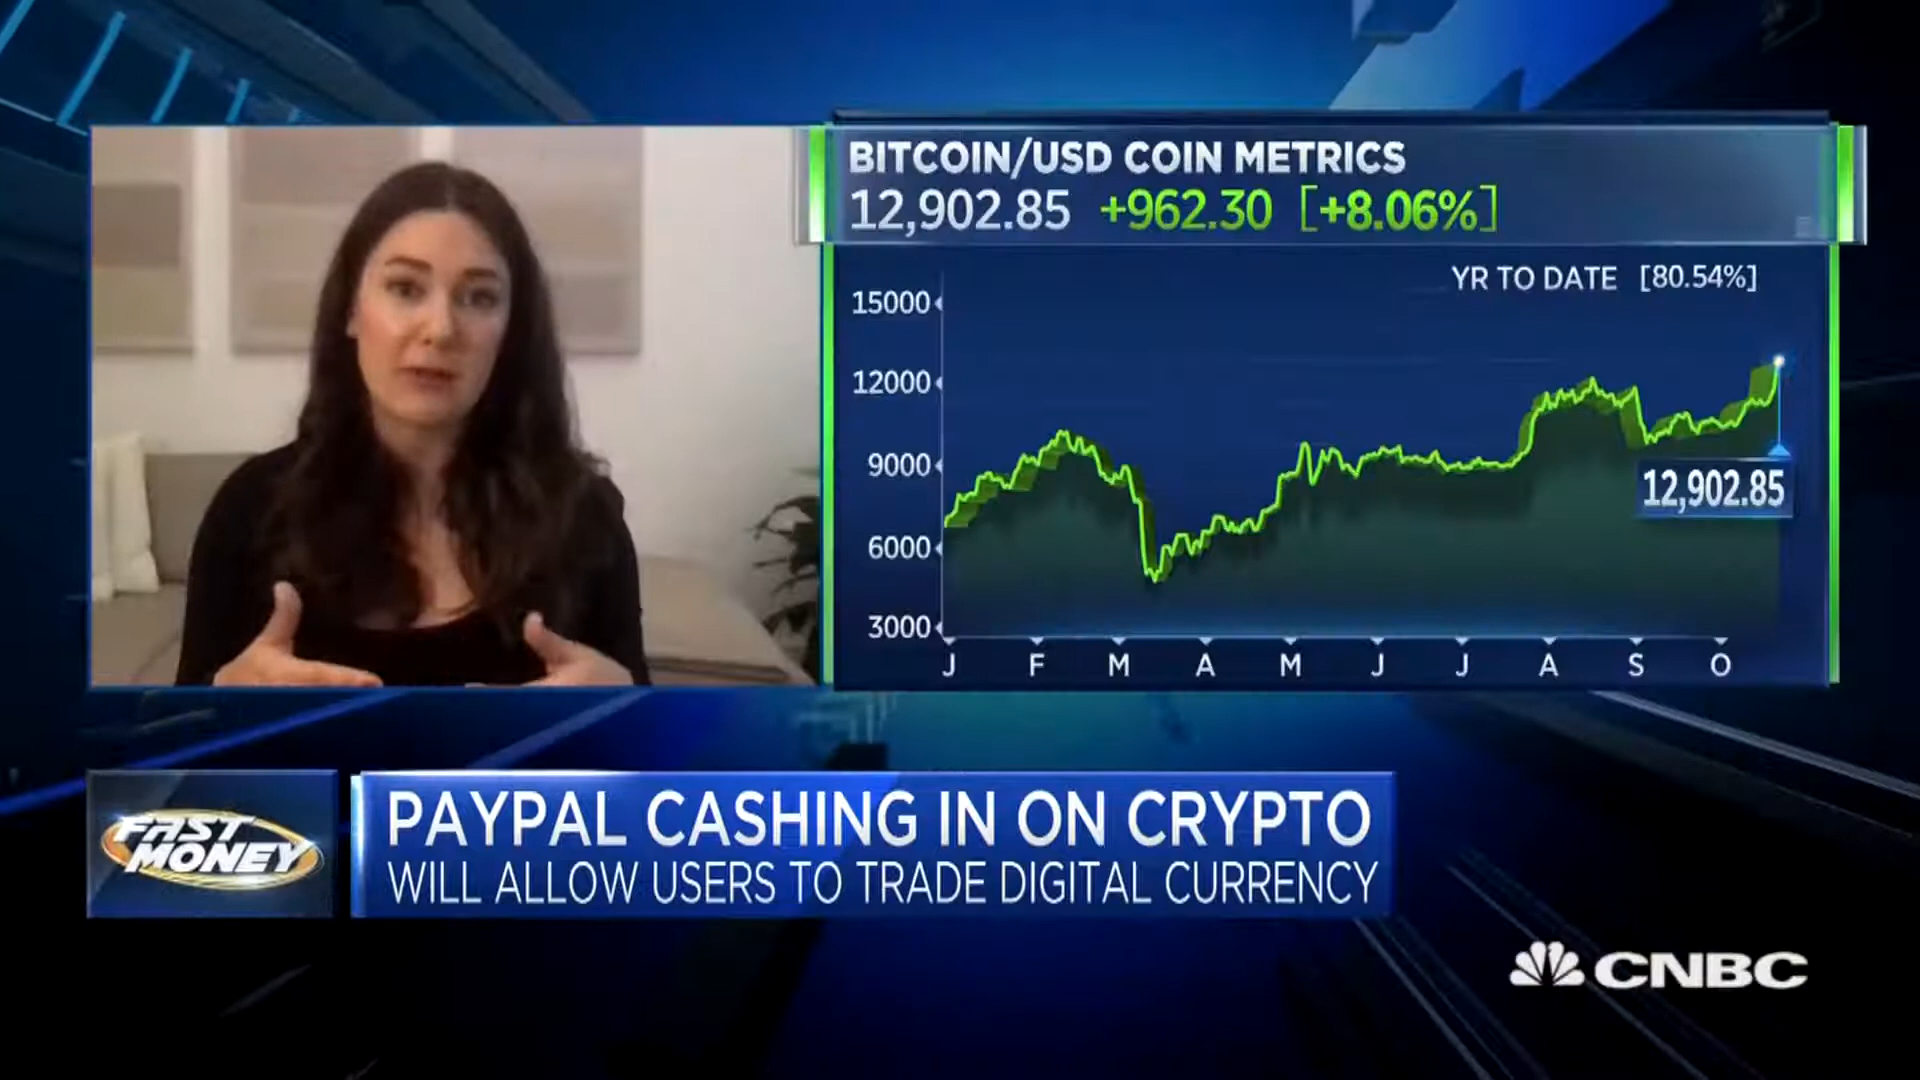 BITCOIN/USD COIN METRICS
12,902.85 +962.30 [+8.06%]
YR TO DATE [80.54%]
15000
12000
9000
6000
3000
12,902.85
J F M A M J J A S O
FAST
MONEY
PAYPAL CASHING IN ON CRYPTO
WILL ALLOW USERS TO TRADE DIGITAL CURRENCY
CNBC